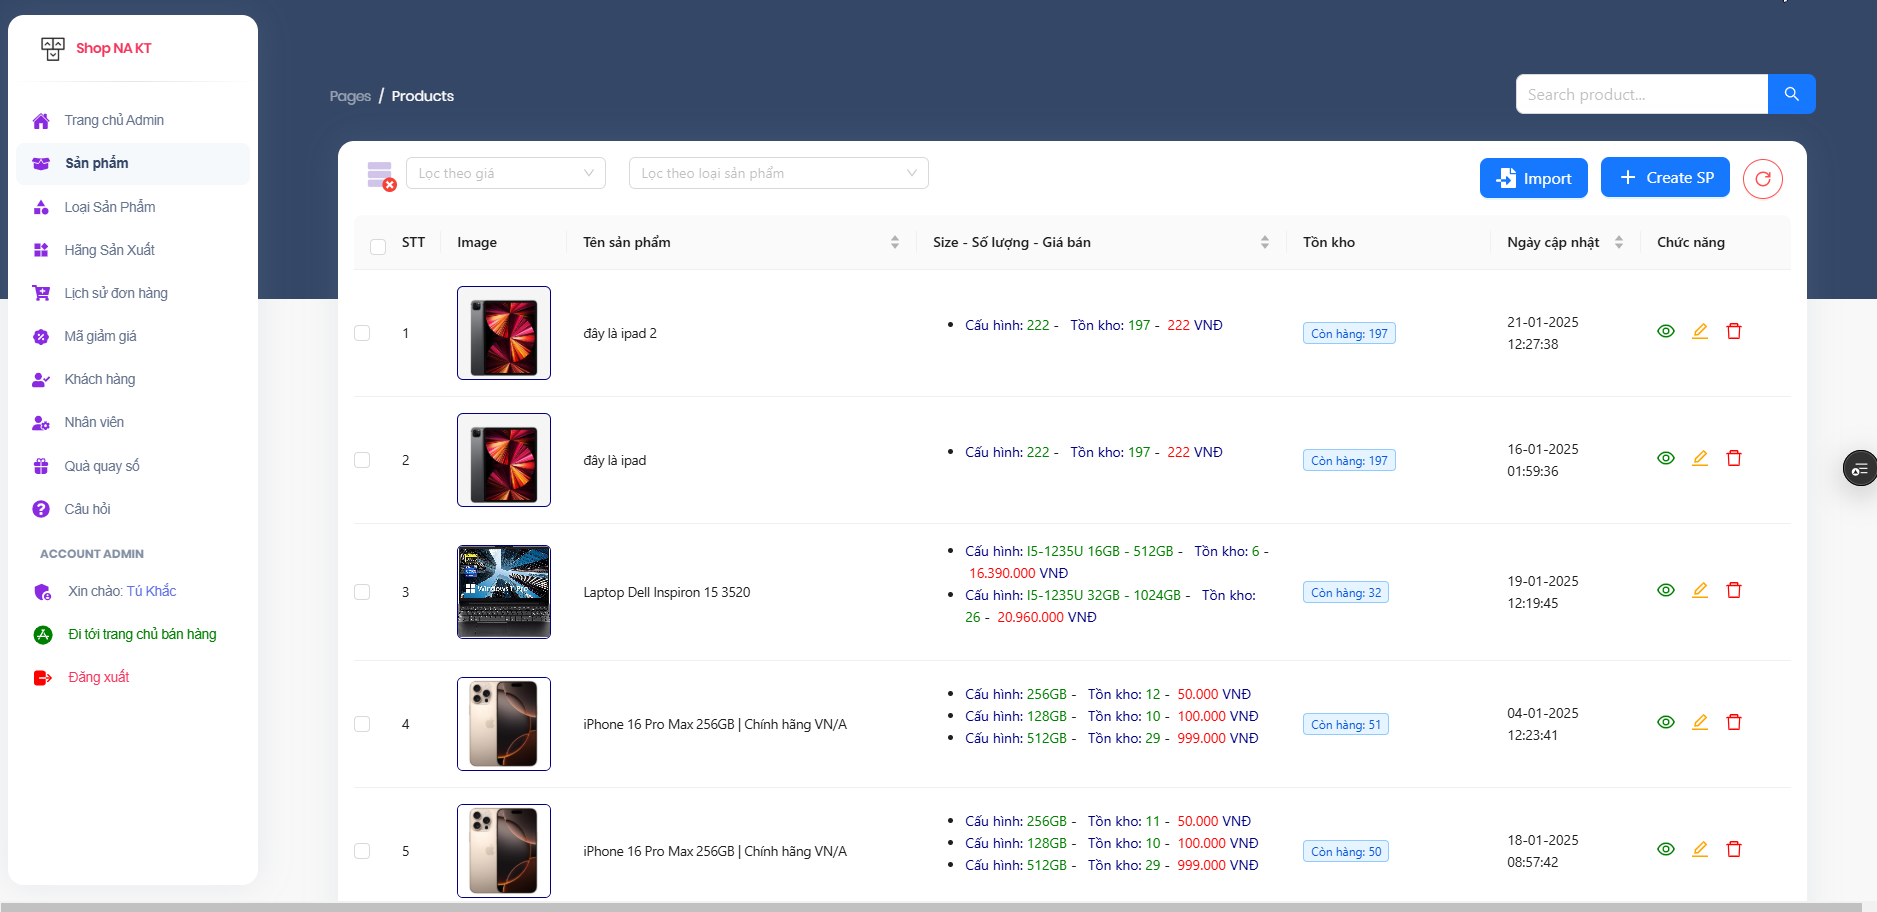 Shop NA KT
Trang chủ Admin
Sản phẩm
Loại Sản Phẩm
Hãng Sản Xuất
Lịch sử đơn hàng
Mã giảm giá
Khách hàng
Nhân viên
Quà quay số
Câu hỏi
ACCOUNT ADMIN
Xin chào: Tú Khắc
Đi tới trang chủ bán hàng
Đăng xuất
Pages / Products
Search product...
Lọc theo giá
Lọc theo loại sản phẩm
Import
Create SP
STT Image Tên sản phẩm Size - Số lượng - Giá bán Tồn kho Ngày cập nhật Chức năng
1
đây là ipad 2
Cấu hình: 222 - Tồn kho: 197 - 222 VNĐ
Còn hàng: 197
21-01-2025
12:27:38
2
đây là ipad
Cấu hình: 222 - Tồn kho: 197 - 222 VNĐ
Còn hàng: 197
16-01-2025
01:59:36
3
Windows 11 Pro
Laptop Dell Inspiron 15 3520
Cấu hình: I5-1235U 16GB - 512GB - Tồn kho: 6 -
16.390.000 VNĐ
Cấu hình: I5-1235U 32GB - 1024GB - Tồn kho:
26 - 20.960.000 VNĐ
Còn hàng: 32
19-01-2025
12:19:45
4
iPhone 16 Pro Max 256GB | Chính hãng VN/A
Cấu hình: 256GB - Tồn kho: 12 - 50.000 VNĐ
Cấu hình: 128GB - Tồn kho: 10 - 100.000 VNĐ
Cấu hình: 512GB - Tồn kho: 29 - 999.000 VNĐ
Còn hàng: 51
04-01-2025
12:23:41
5
iPhone 16 Pro Max 256GB | Chính hãng VN/A
Cấu hình: 256GB - Tồn kho: 11 - 50.000 VNĐ
Cấu hình: 128GB - Tồn kho: 10 - 100.000 VNĐ
Cấu hình: 512GB - Tồn kho: 29 - 999.000 VNĐ
Còn hàng: 50
18-01-2025
08:57:42